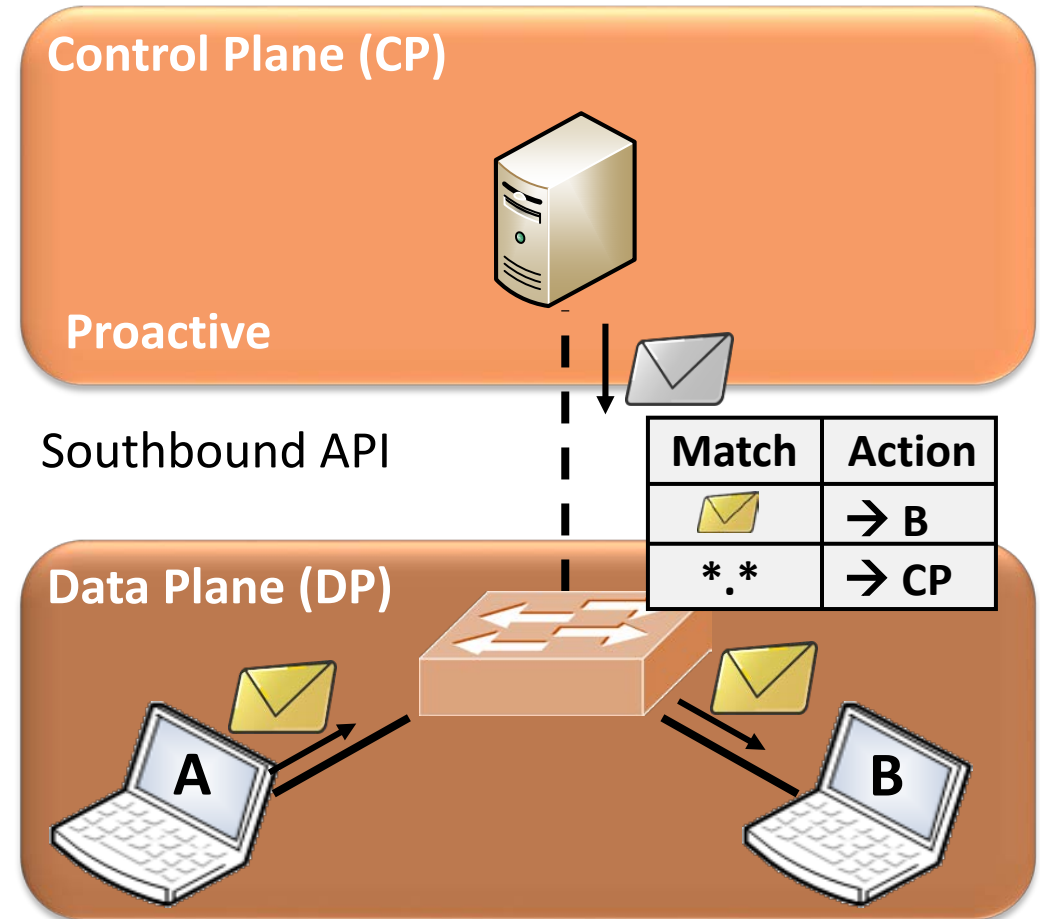 Control Plane (CP)
Proactive
Southbound API
Match Action
→ B
*.* → CP
Data Plane (DP)
A
B